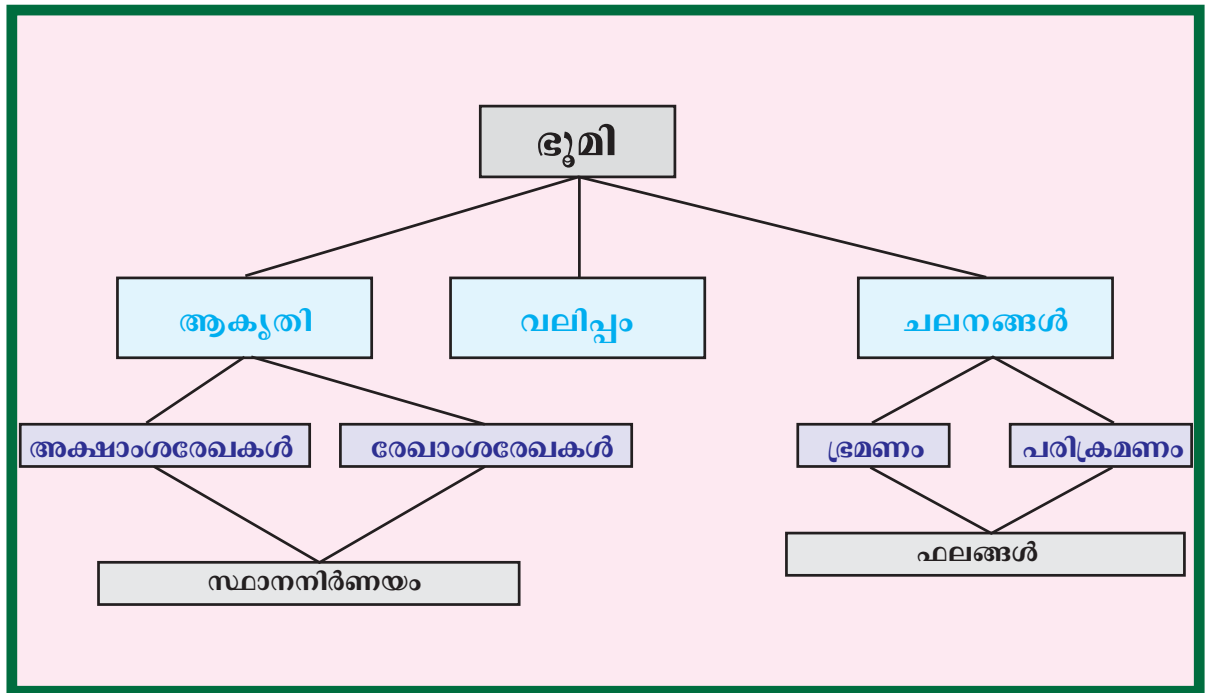 ഭൂമി
ആകൃതി
വലിപ്പം
ചലനങ്ങൾ
അക്ഷാംശരേഖകൾ
രേഖാംശരേഖകൾ
ഭ്രമണം
പരിക്രമണം
സ്ഥാനനിർണയം
ഫലങ്ങൾ